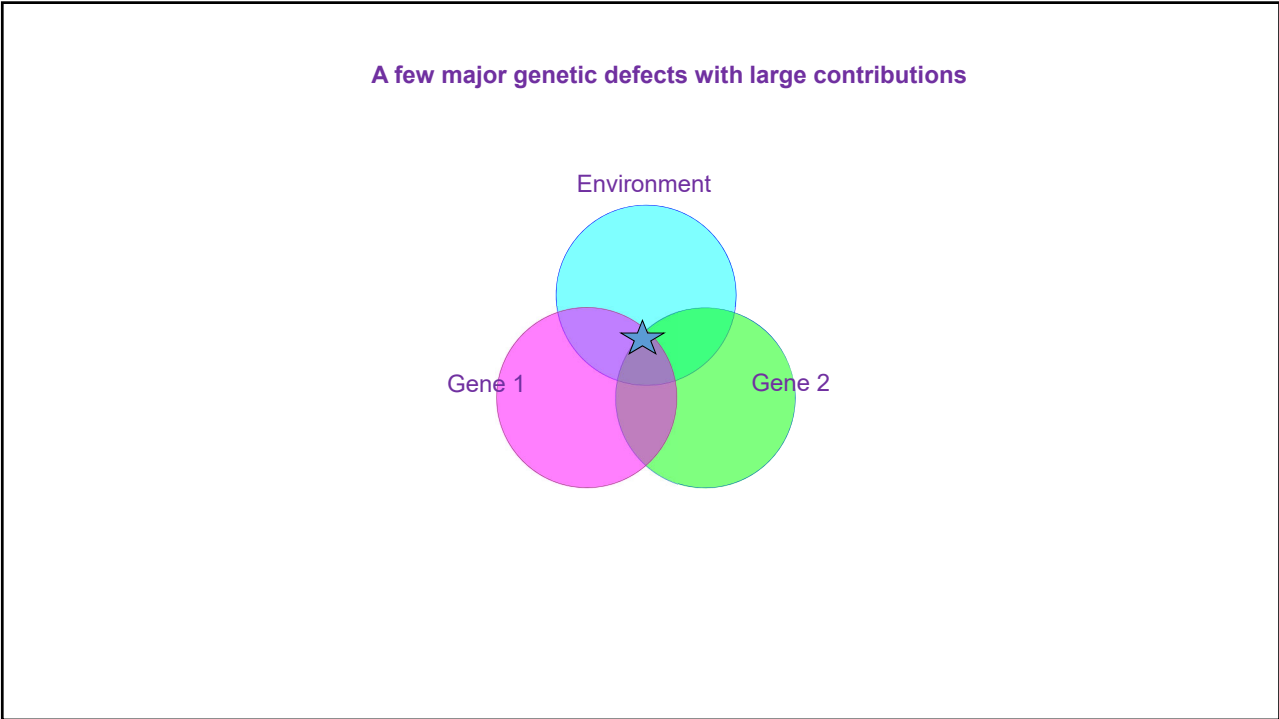 A few major genetic defects with large contributions
Environment
Gene 1
Gene 2